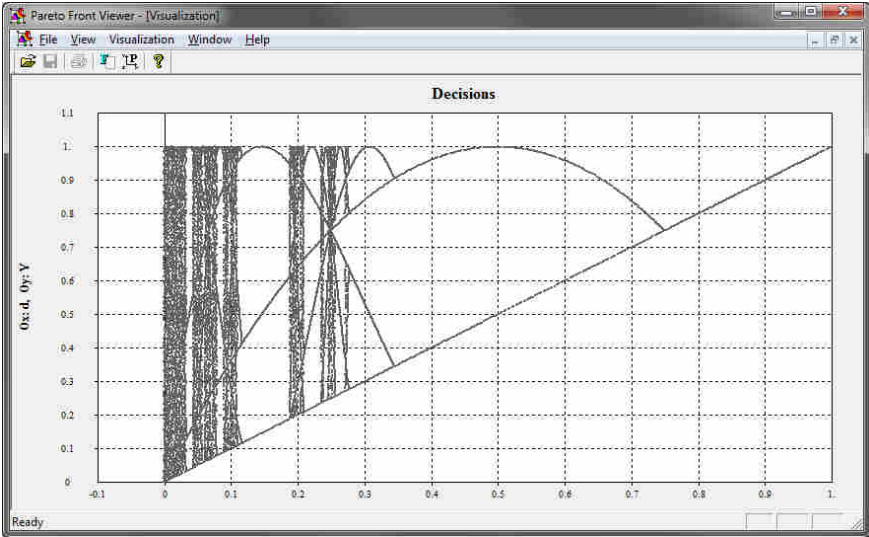 Pareto Front Viewer - [Visualization]
File View Visualization Window Help
Decisions
1.1
1.
0.9
0.8
0.7
0.6
0.5
0.4
0.3
0.2
0.1
0
Ox: d, Oy: V
-0.1 0 0.1 0.2 0.3 0.4 0.5 0.6 0.7 0.8 0.9 1.
Ready